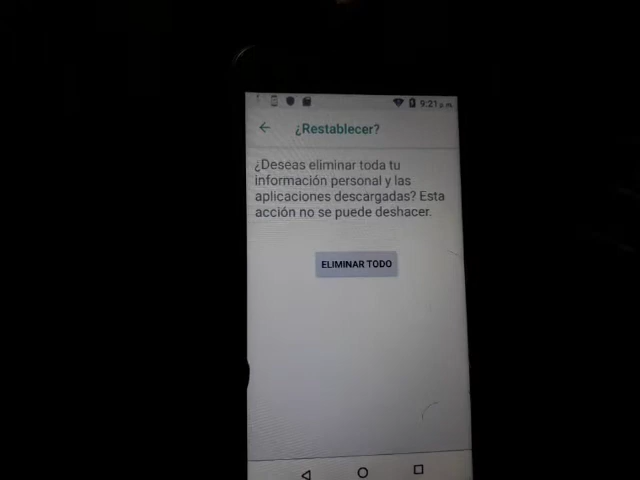 9:21 a.m.
¿Restablecer?
¿Deseas eliminar toda tu
información personal y las
aplicaciones descargadas? Esta
acción no se puede deshacer.
ELIMINAR TODO